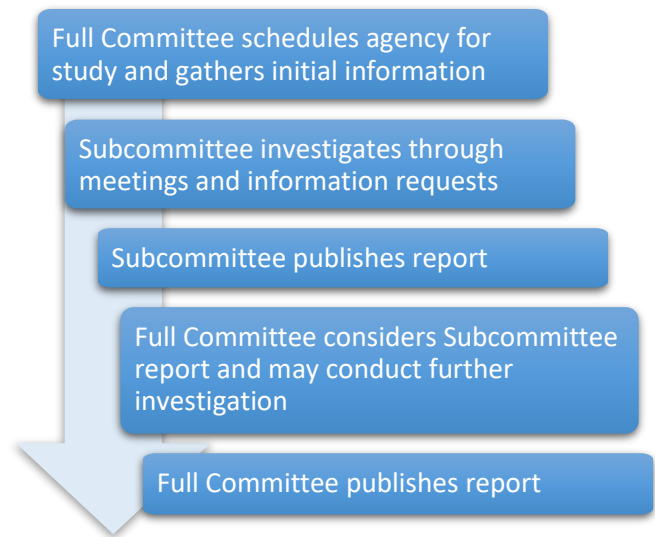 Full Committee schedules agency for
study and gathers initial information
Subcommittee investigates through
meetings and information requests
Subcommittee publishes report
Full Committee considers Subcommittee
report and may conduct further
investigation
Full Committee publishes report